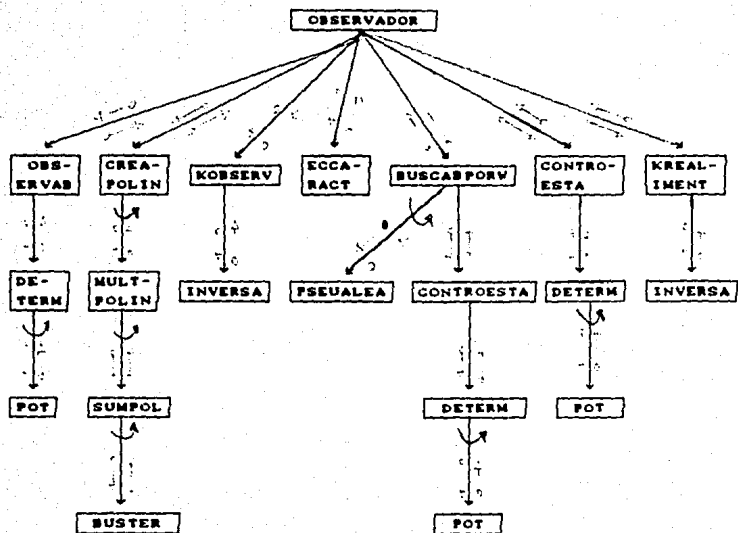 OBSERVADOR
OBS-
ERVAB
CREA-
POLIN
KOBSERV
ECCA-
RACT
BUSCABPORW
CONTRO-
ESTA
KREAL-
IMENT
DE-
TERM
MULT-
POLIN
INVERSA
PSEUALEA
CONTROESTA
DETERM
INVERSA
POT
SUMPOL
DETERM
POT
BUSTER
POT